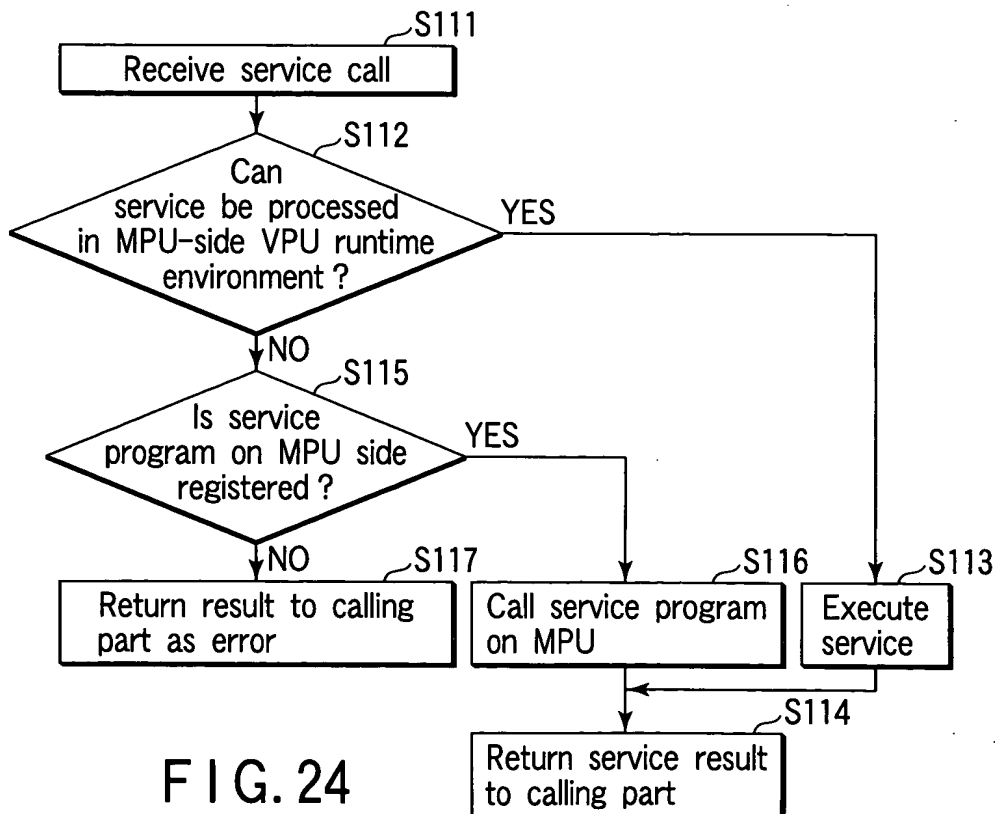 S111
Receive service call
S112
Can
service be processed
in MPU-side VPU runtime
environment ?
YES
NO
S115
Is service
program on MPU side
registered ?
YES
NO
S117
Return result to calling
part as error
S116
Call service program
on MPU
S113
Execute
service
S114
Return service result
to calling part
FIG. 24